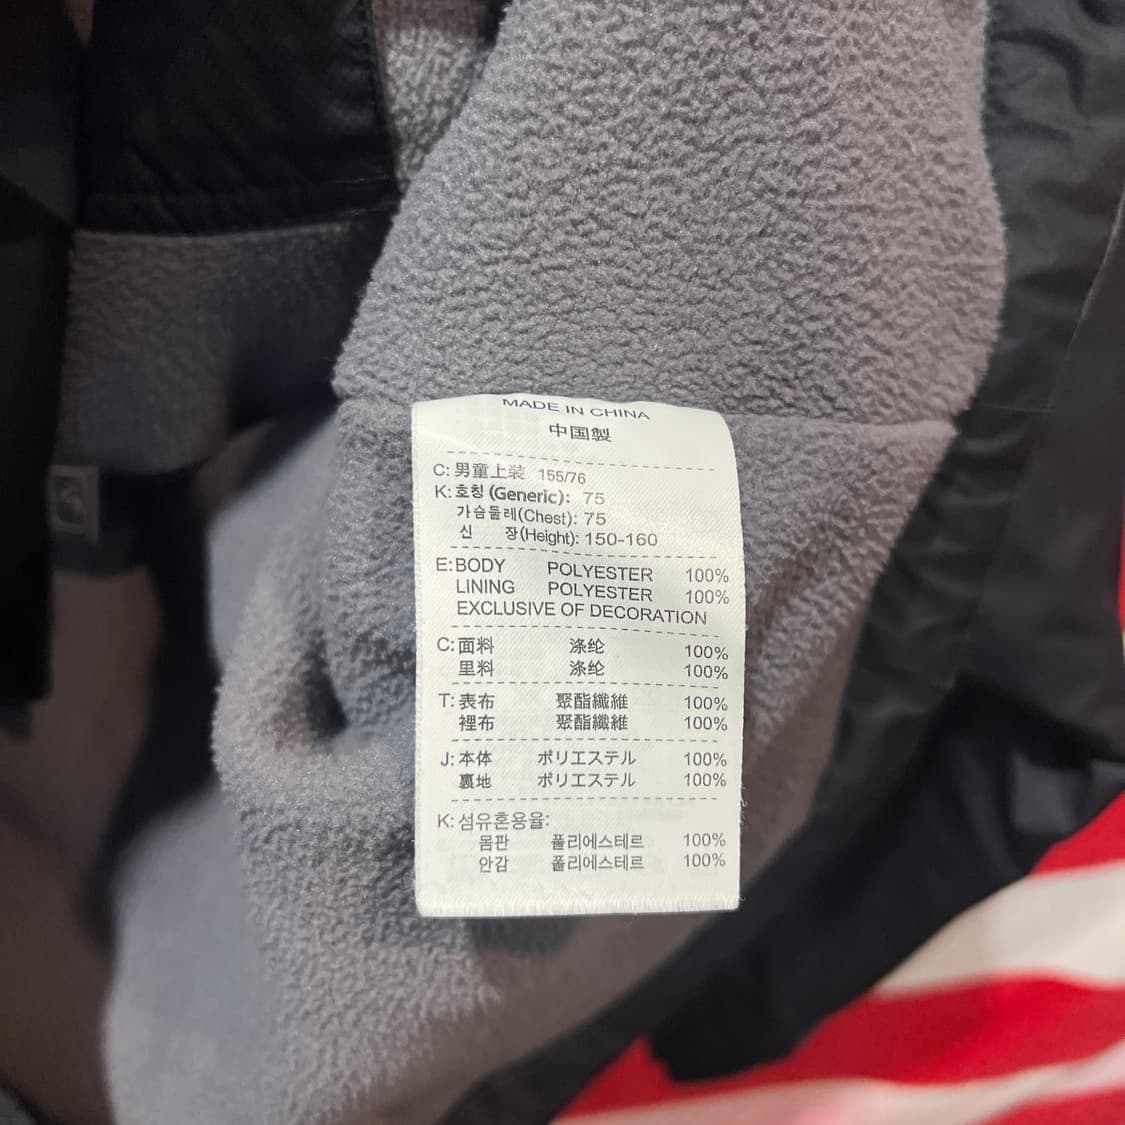 MADE IN CHINA
中国製
C: 男童上装 155/76
K: 호칭 (Generic): 75
가슴둘레(Chest): 75
신 장(Height): 150-160
E: BODY POLYESTER 100%
LINING POLYESTER 100%
EXCLUSIVE OF DECORATION
C: 面料 涤纶 100%
里料 涤纶 100%
T: 表布 聚酯纖維 100%
裡布 聚酯纖維 100%
J: 本体 ポリエステル 100%
裏地 ポリエステル 100%
K: 섬유혼용율:
몸판 폴리에스테르 100%
안감 폴리에스테르 100%